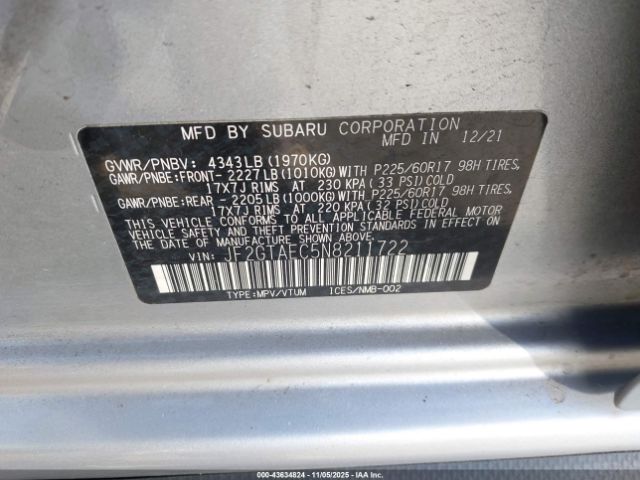 MFD BY SUBARU CORPORATION
MFD IN 12/21
GVWR/PNBV: 4343LB(1970KG)
GAWR/PNBE:FRONT- 2227LB(1010KG)WITH P225/60R17 98H TIRES,
17X7J RIMS AT 230 KPA(33 PSI)COLD
GAWR/PNBE:REAR - 2205LB(1000KG)WITH P225/60R17 98H TIRES,
17X7J RIMS AT 220 KPA(32 PSI)COLD
THIS VEHICLE CONFORMS TO ALL APPLICABLE FEDERAL MOTOR
VEHICLE SAFETY, BUMPER, AND THEFT PREVENTION STANDARDS
IN EFFECT ON THE DATE OF MANUFACTURE SHOWN ABOVE.
VIN: JF2GTAEC5N8211722
TYPE:MPV/VTUM ICES/NMB-002
000-43634824 - 11/05/2025 - IAAI.COM